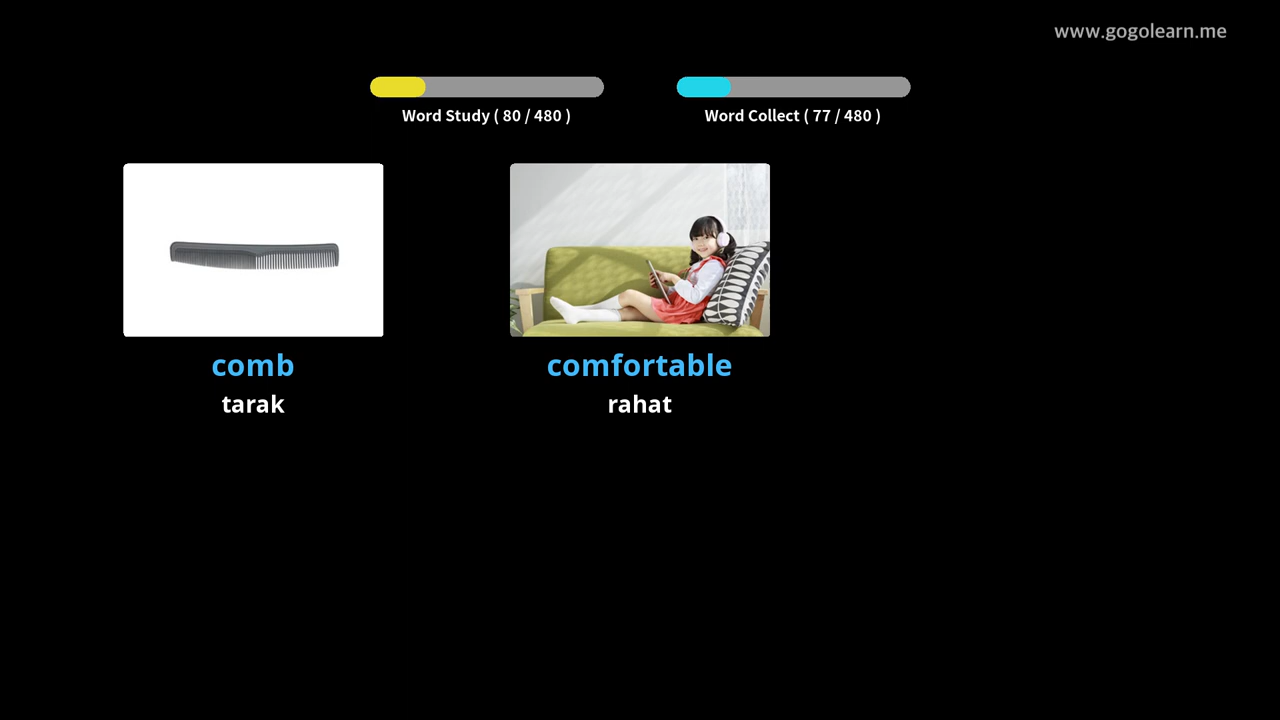 www.gogolearn.me
Word Study ( 80 / 480 )
Word Collect ( 77 / 480 )
comb
tarak
comfortable
rahat